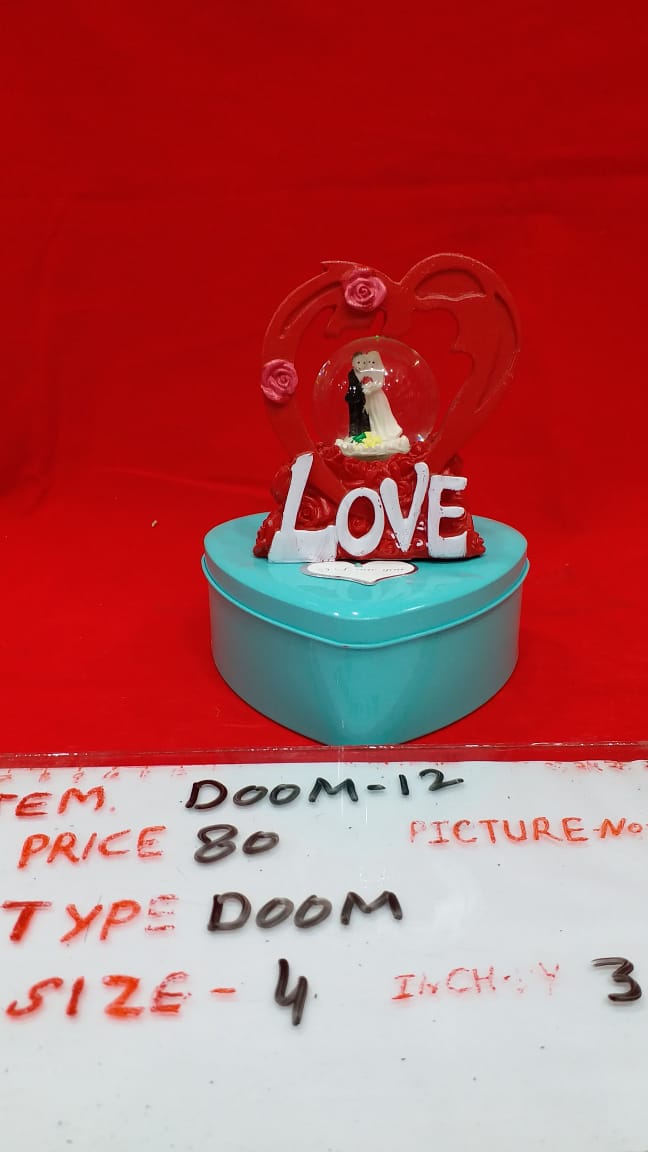 LOVE
TEM. DOOM-12
PRICE 80 PICTURE-No
TYPE DOOM
SIZE - 4 INCH Y 3